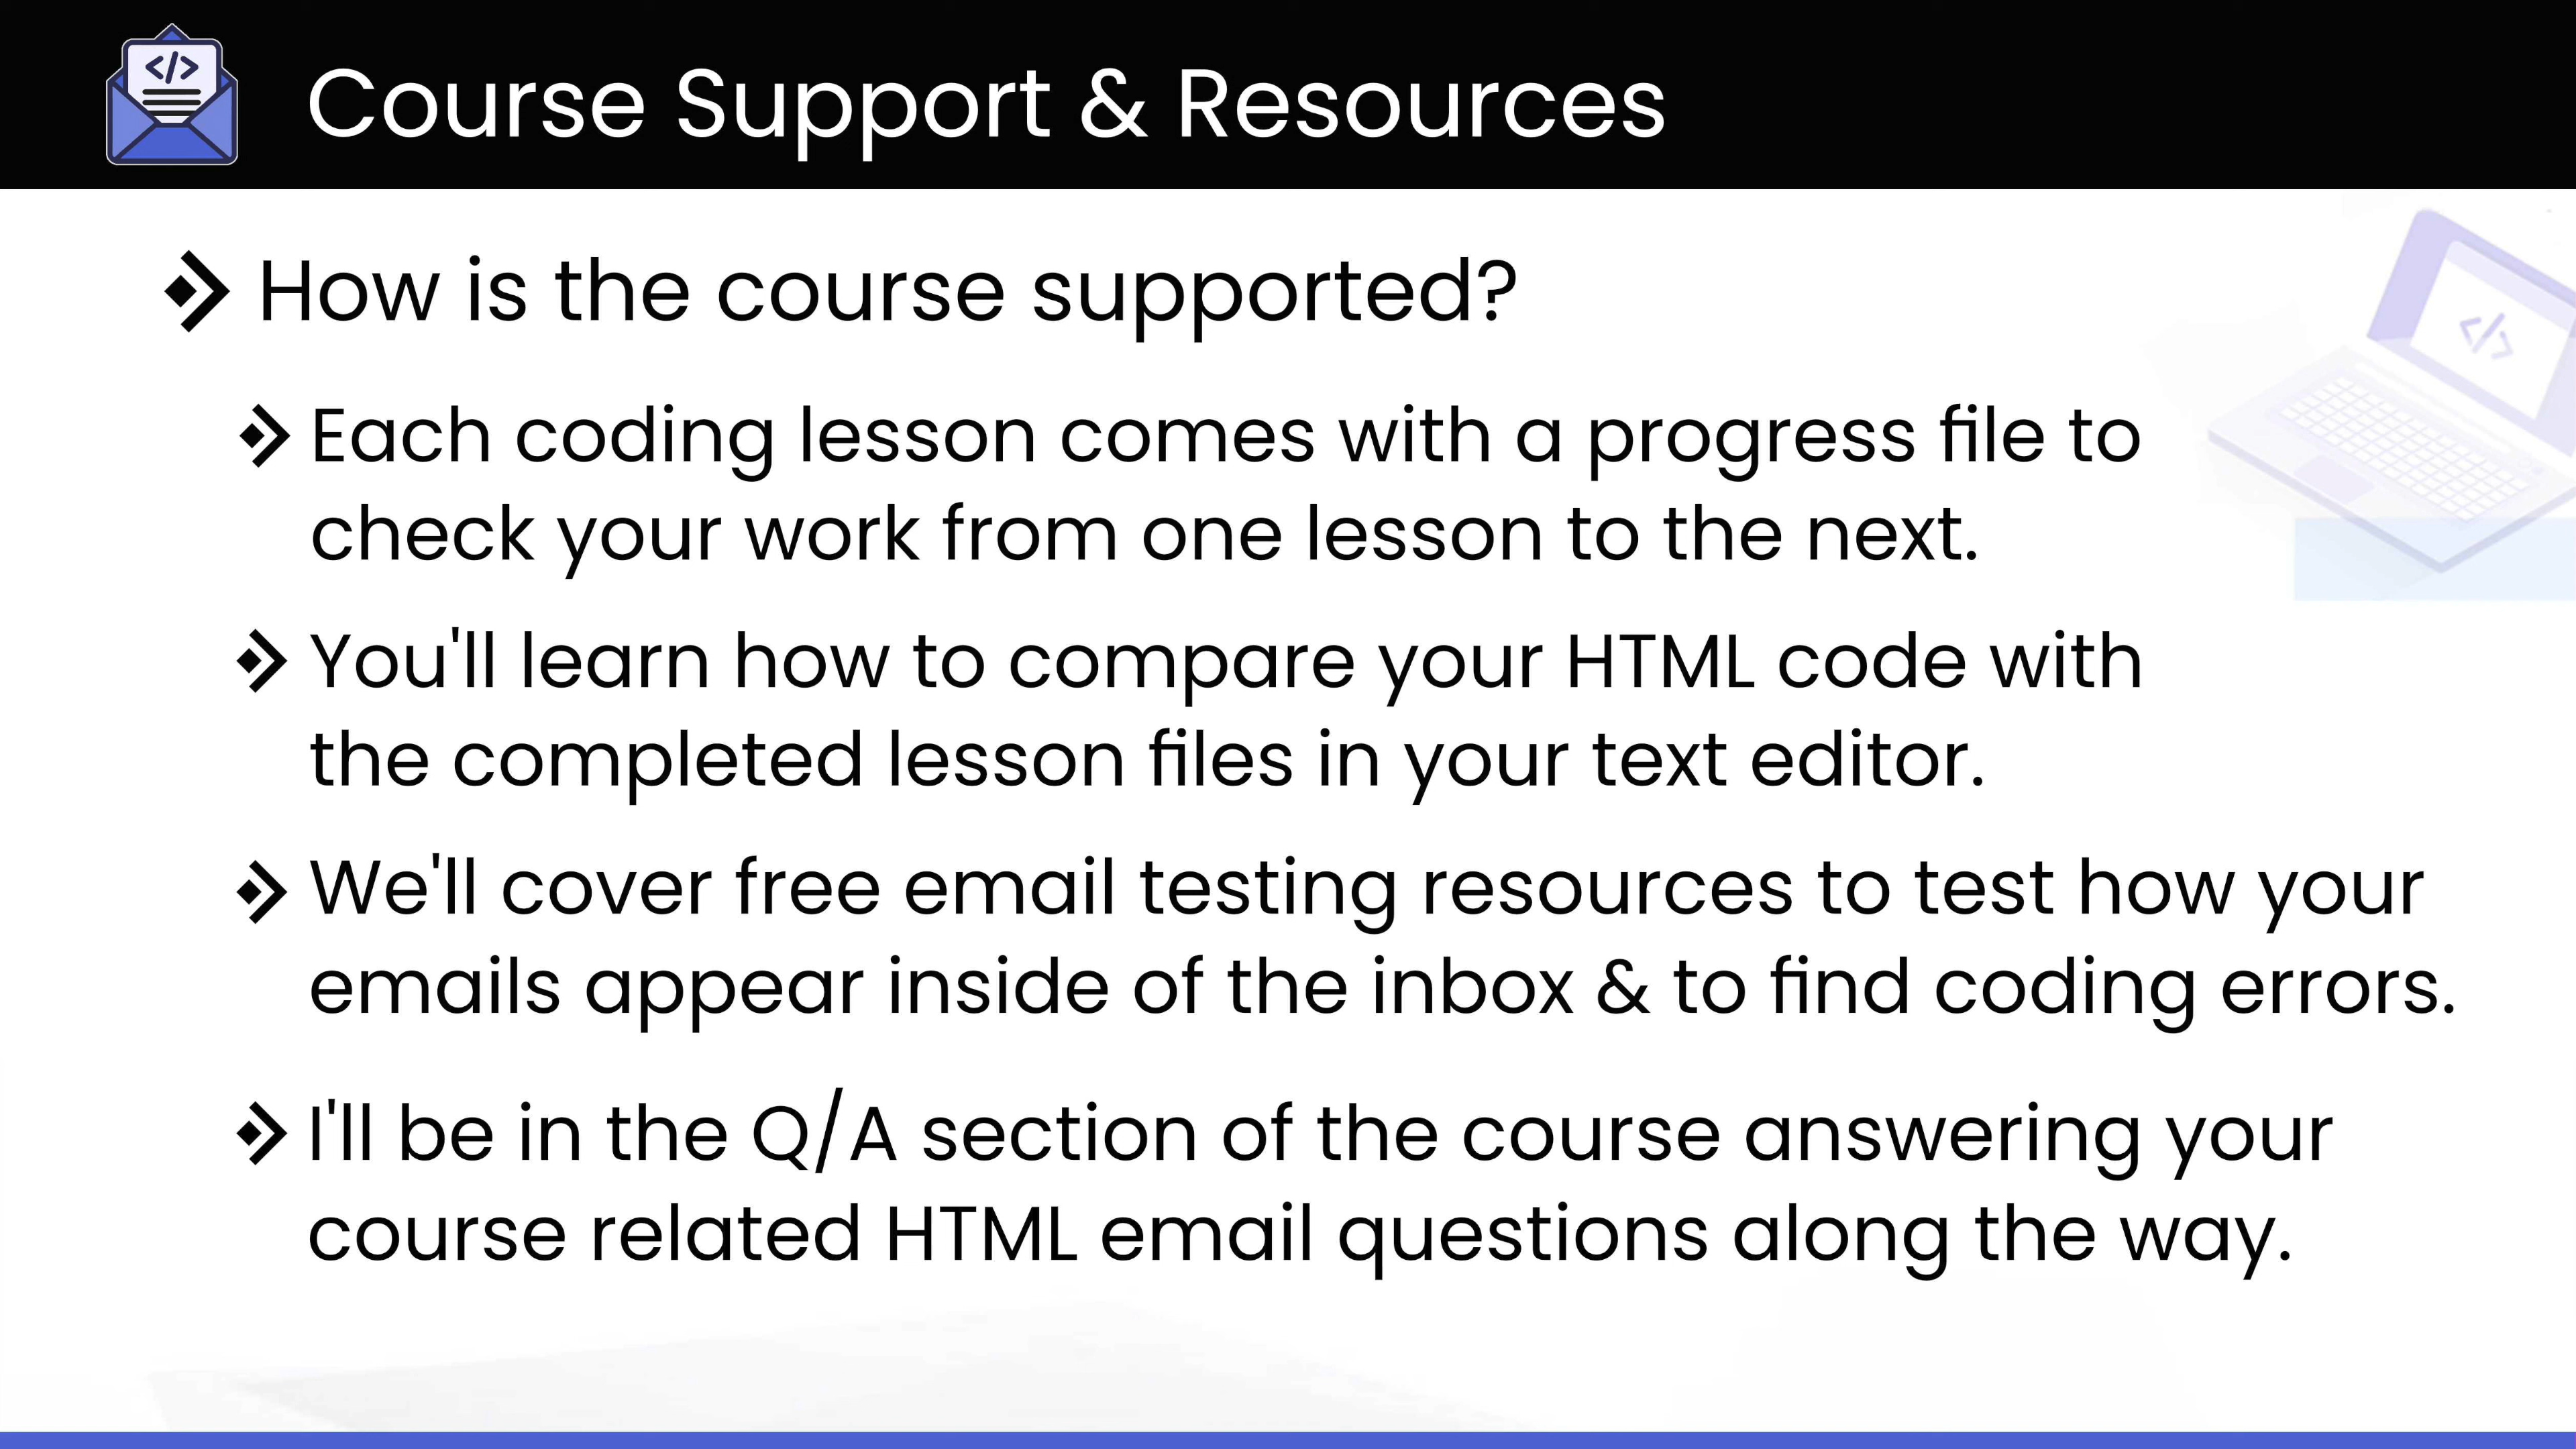 </>
Course Support & Resources
How is the course supported?
</>
Each coding lesson comes with a progress file to
check your work from one lesson to the next.
You'll learn how to compare your HTML code with
the completed lesson files in your text editor.
We'll cover free email testing resources to test how your
emails appear inside of the inbox & to find coding errors.
I'll be in the Q/A section of the course answering your
course related HTML email questions along the way.